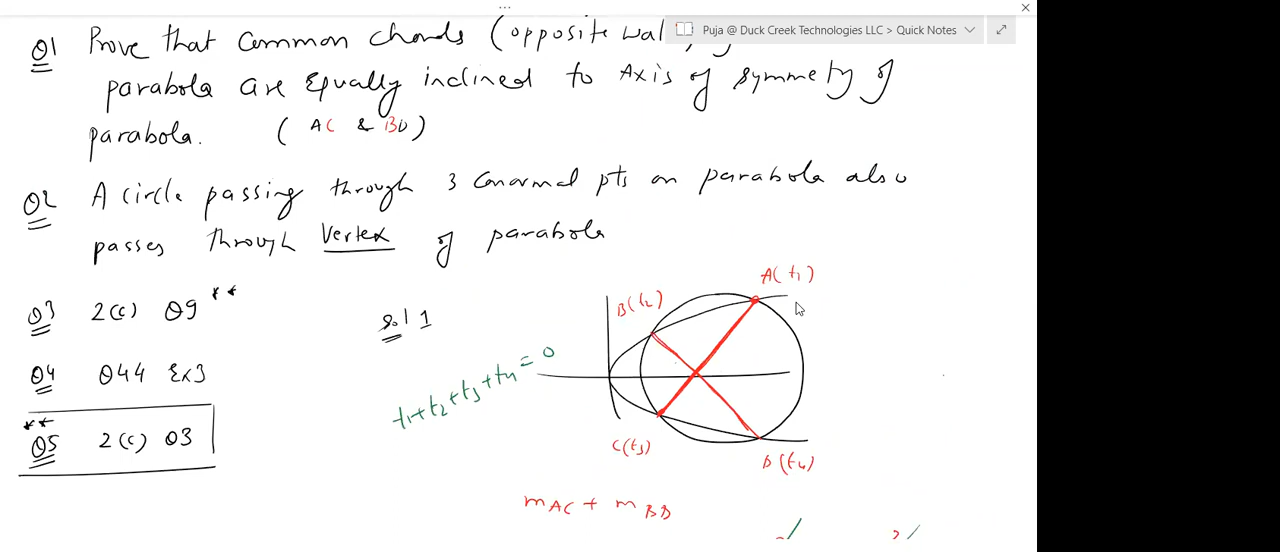 Puja @ Duck Creek Technologies LLC > Quick Notes
Q1 Prove that Common chords (opposite
parabola are Equally inclined to Axis of symmetry of
parabola. ( AC & BD )
Q2 A circle passing through 3 Conormal pts on parabola also
passes through Vertex of parabola
Q3 2(c) Q9 **
Q4 Q44 Ex3
** Q5 2(c) Q3
Sol 1
t1+t2+t3+t4=0
A(t1)
B(t2)
C(t3)
D(t4)
mAC + mBD